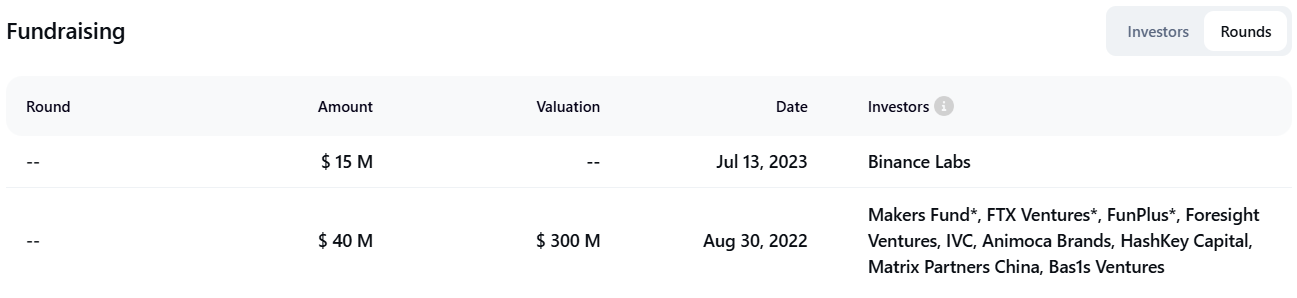 Fundraising
Investors Rounds
Round Amount Valuation Date Investors i
-- $ 15 M -- Jul 13, 2023 Binance Labs
Makers Fund*, FTX Ventures*, FunPlus*, Foresight
-- $ 40 M $ 300 M Aug 30, 2022 Ventures, IVC, Animoca Brands, HashKey Capital,
Matrix Partners China, Bas1s Ventures